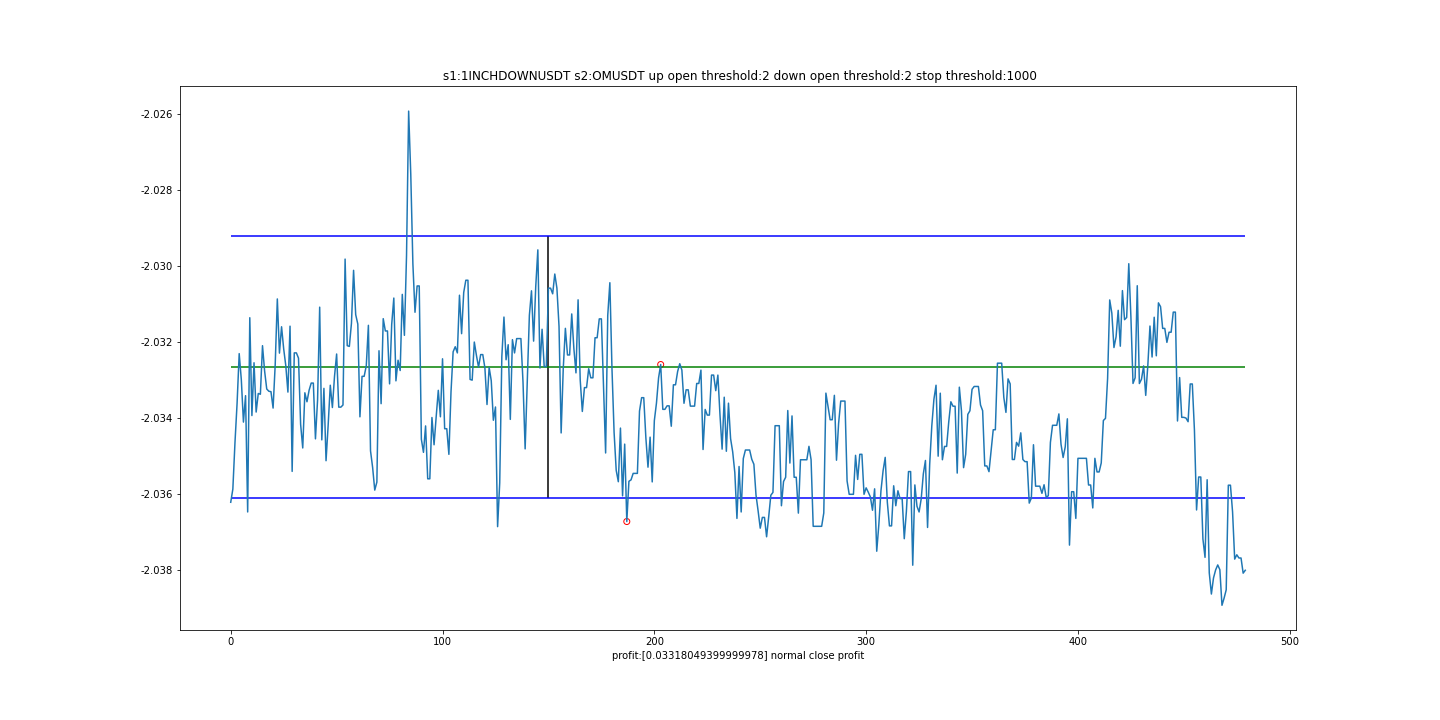 s1:1INCHDOWNUSDT s2:OMUSDT up open threshold:2 down open threshold:2 stop threshold:1000
-2.026
-2.028
-2.030
-2.032
-2.034
-2.036
-2.038
0 100 200 300 400 500
profit:[0.03318049399999978] normal close profit